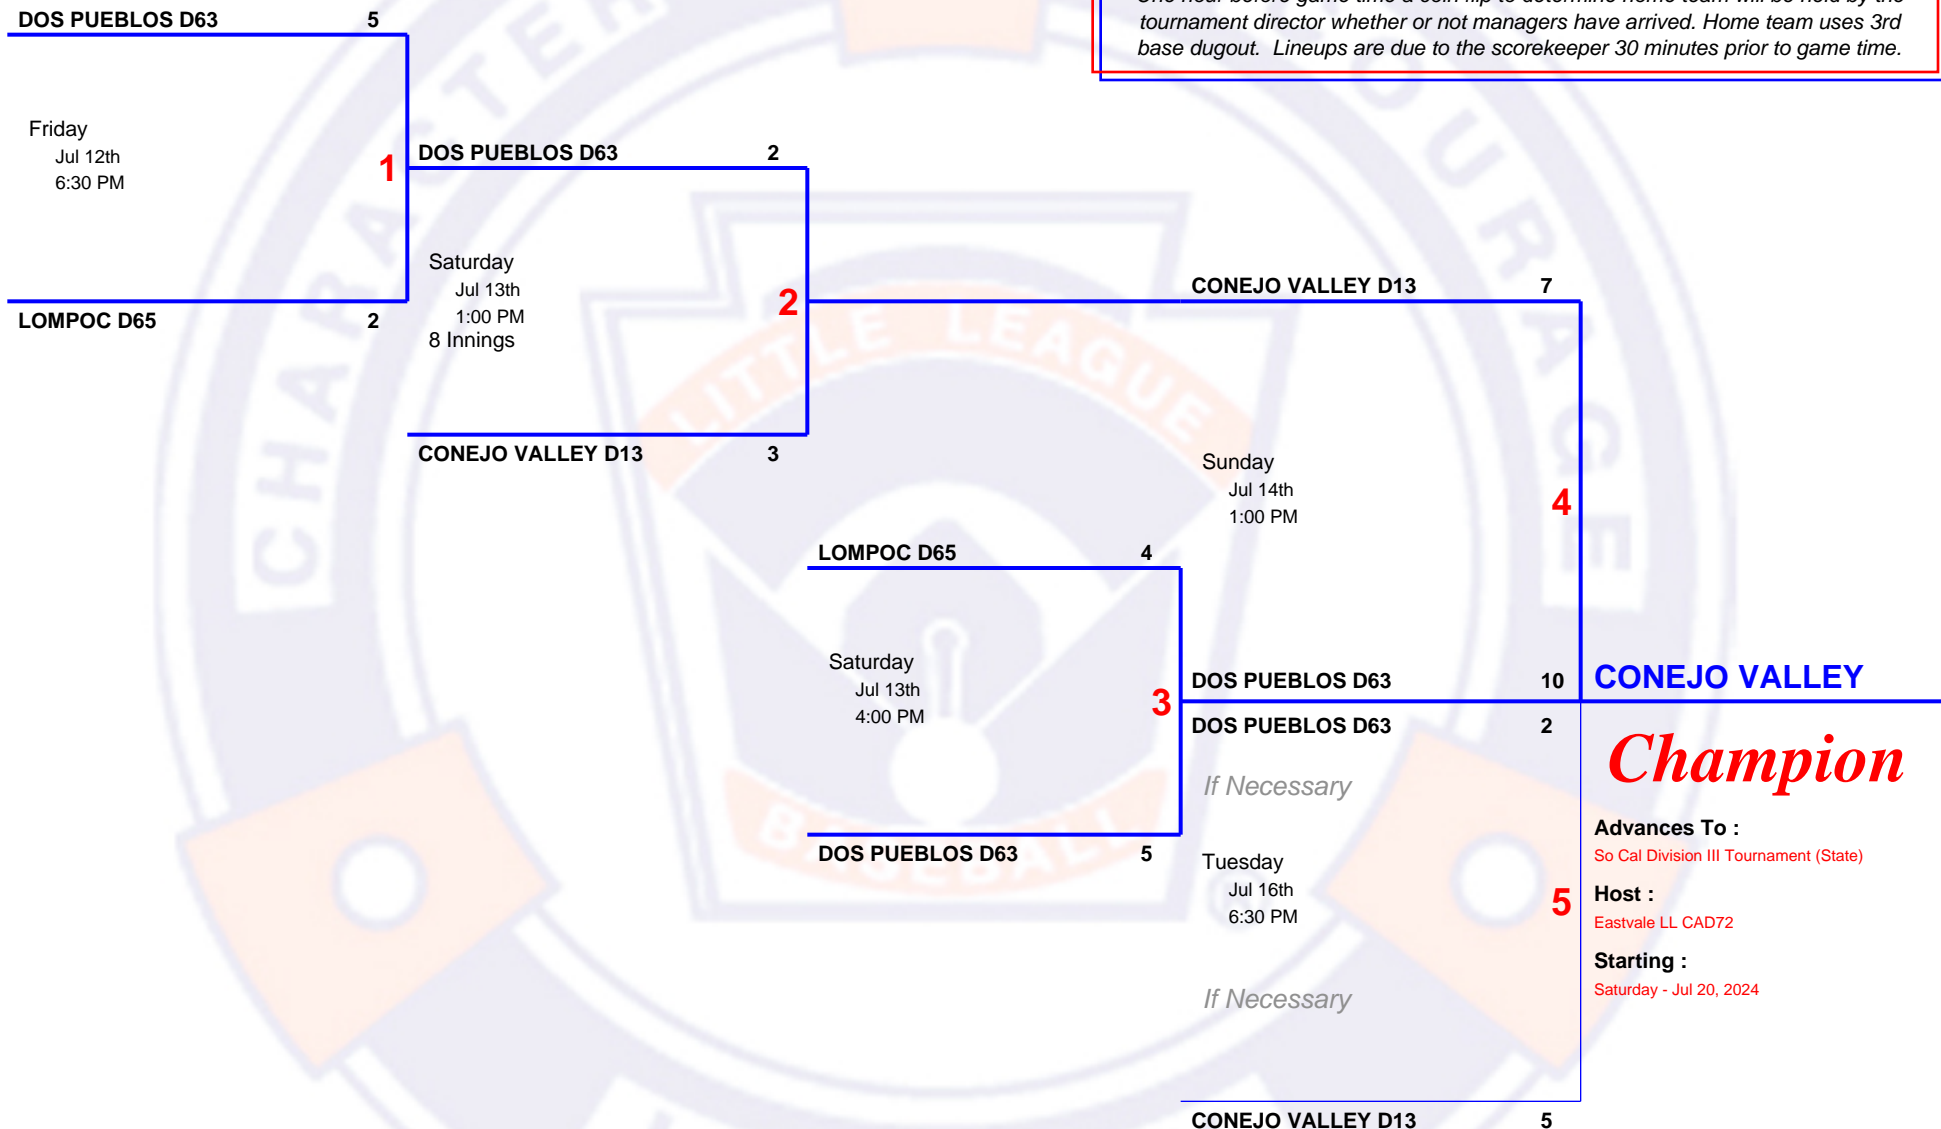 One hour before game time a coin flip to determine home team will be held by the
tournament director whether or not managers have arrived. Home team uses 3rd
base dugout. Lineups are due to the scorekeeper 30 minutes prior to game time.
DOS PUEBLOS D63 5
Friday
Jul 12th
6:30 PM
1
LOMPOC D65 2
DOS PUEBLOS D63 2
Saturday
Jul 13th
1:00 PM
8 Innings
2
CONEJO VALLEY D13 3
LOMPOC D65 4
Saturday
Jul 13th
4:00 PM
3
DOS PUEBLOS D63 5
CONEJO VALLEY D13 7
Sunday
Jul 14th
1:00 PM
4
DOS PUEBLOS D63 10
DOS PUEBLOS D63 2
If Necessary
Tuesday
Jul 16th
6:30 PM
5
If Necessary
CONEJO VALLEY D13 5
CONEJO VALLEY
Champion
Advances To :
So Cal Division III Tournament (State)
Host :
Eastvale LL CAD72
Starting :
Saturday - Jul 20, 2024
CHARACTER
COURAGE
LITTLE LEAGUE
BASEBALL
®